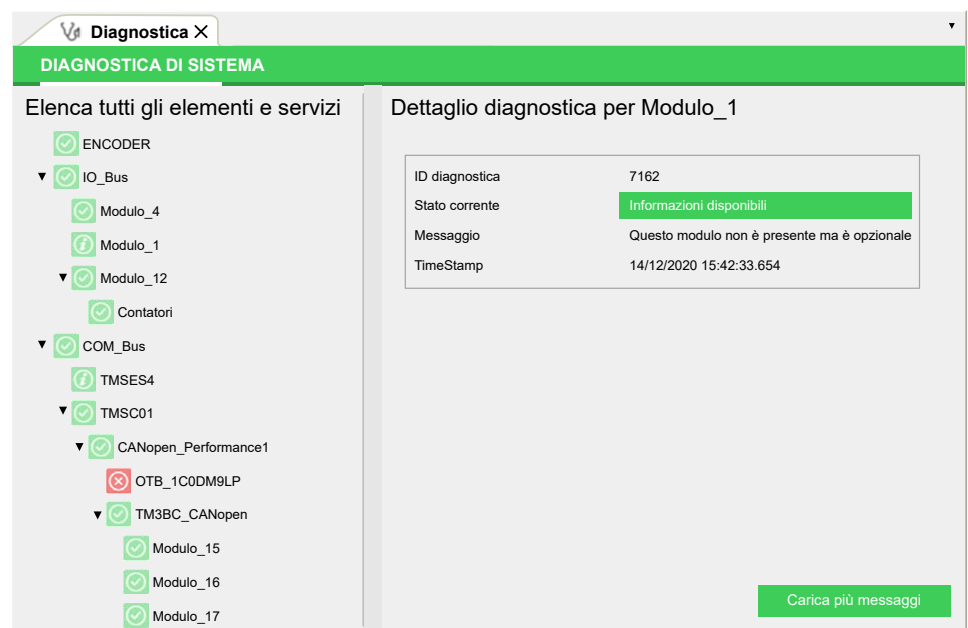 Diagnostica
DIAGNOSTICA DI SISTEMA
Elenca tutti gli elementi e servizi
ENCODER
IO_Bus
Modulo_4
Modulo_1
Modulo_12
Contatori
COM_Bus
TMSES4
TMSC01
CANopen_Performance1
OTB_1C0DM9LP
TM3BC_CANopen
Modulo_15
Modulo_16
Modulo_17
Dettaglio diagnostica per Modulo_1
ID diagnostica 7162
Stato corrente Informazioni disponibili
Messaggio Questo modulo non è presente ma è opzionale
TimeStamp 14/12/2020 15:42:33.654
Carica più messaggi